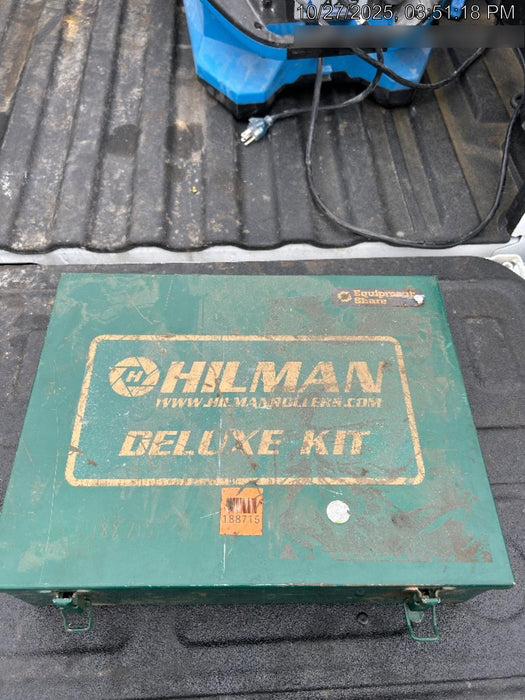 10/27/2025, 03:51:18 PM
Equipment
Share
H HILMAN
WWW.HILMANROLLERS.COM
DELUXE KIT
188715